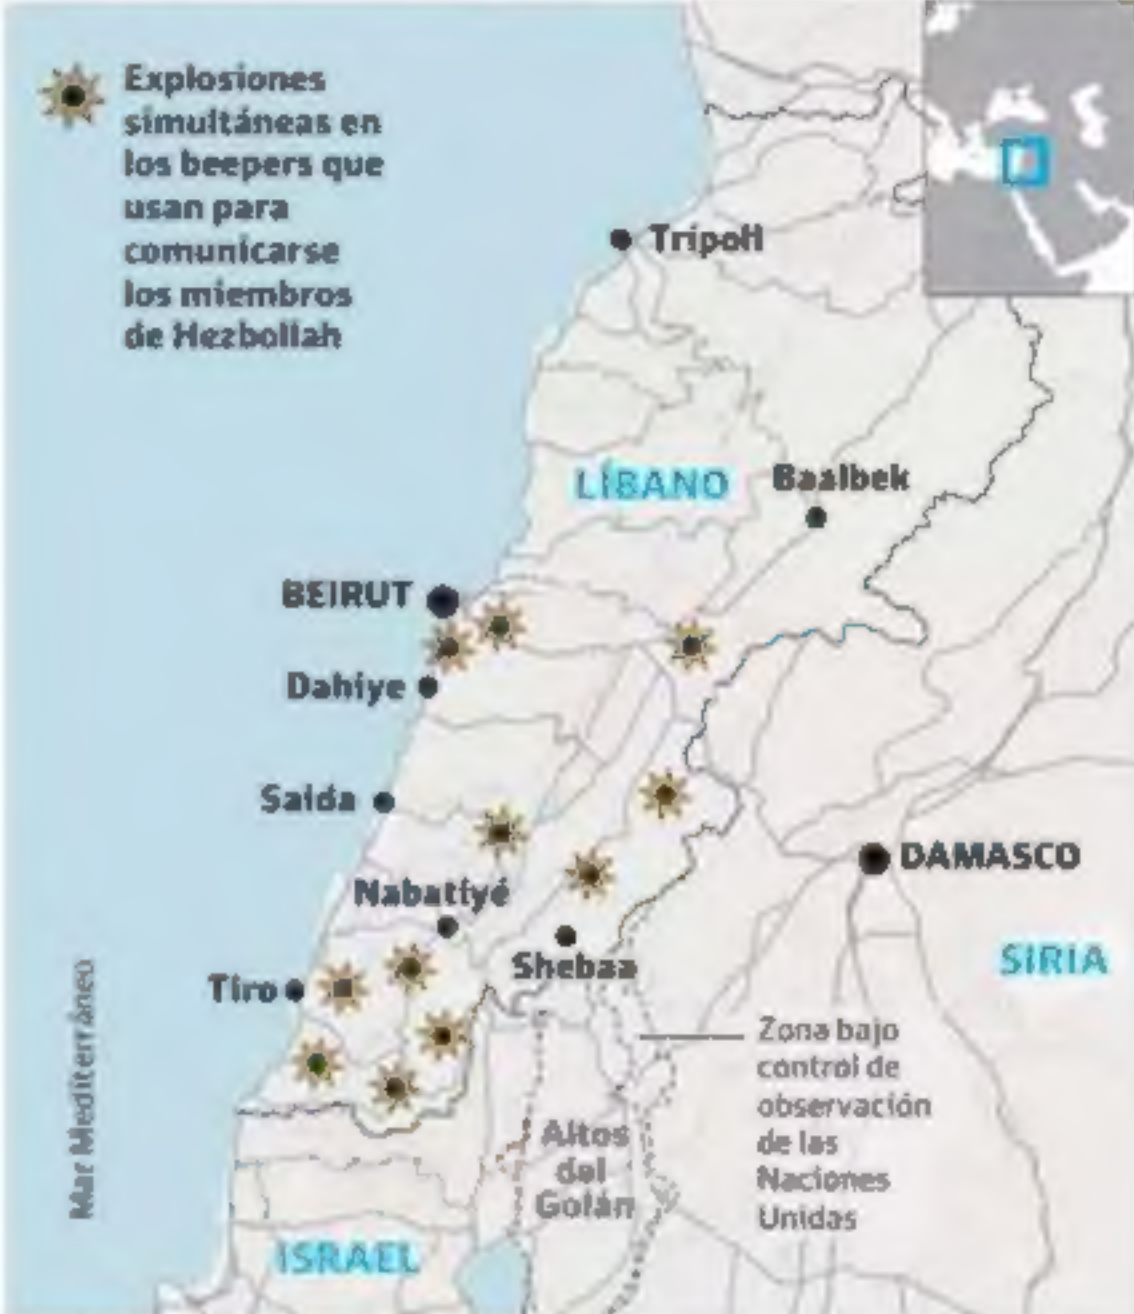 Explosiones
simultáneas en
los beepers que
usan para
comunicarse
los miembros
de Hezbollah
Trípoli
LÍBANO
Baalbek
BEIRUT
Dahiye
Saida
Nabatiyé
DAMASCO
Shebaa
SIRIA
Tiro
Mar Mediterráneo
Zona bajo
control de
observación
de las
Naciones
Unidas
Altos
del
Golán
ISRAEL